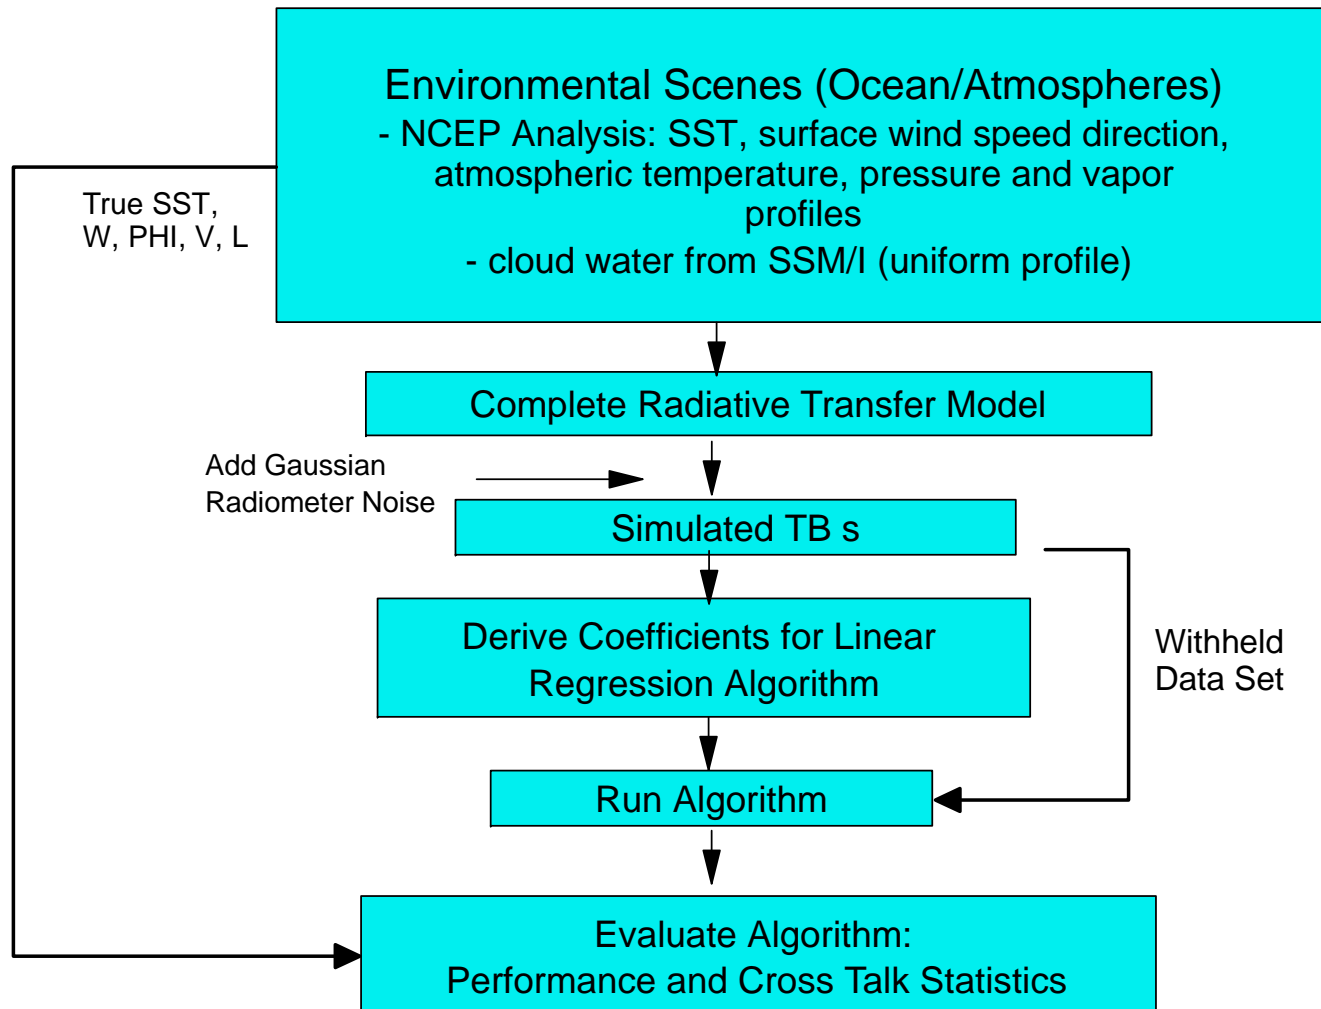 Environmental Scenes (Ocean/Atmospheres)
- NCEP Analysis: SST, surface wind speed direction,
atmospheric temperature, pressure and vapor
profiles
- cloud water from SSM/I (uniform profile)
True SST,
W, PHI, V, L
Complete Radiative Transfer Model
Add Gaussian
Radiometer Noise
Simulated TB s
Derive Coefficients for Linear
Regression Algorithm
Withheld
Data Set
Run Algorithm
Evaluate Algorithm:
Performance and Cross Talk Statistics